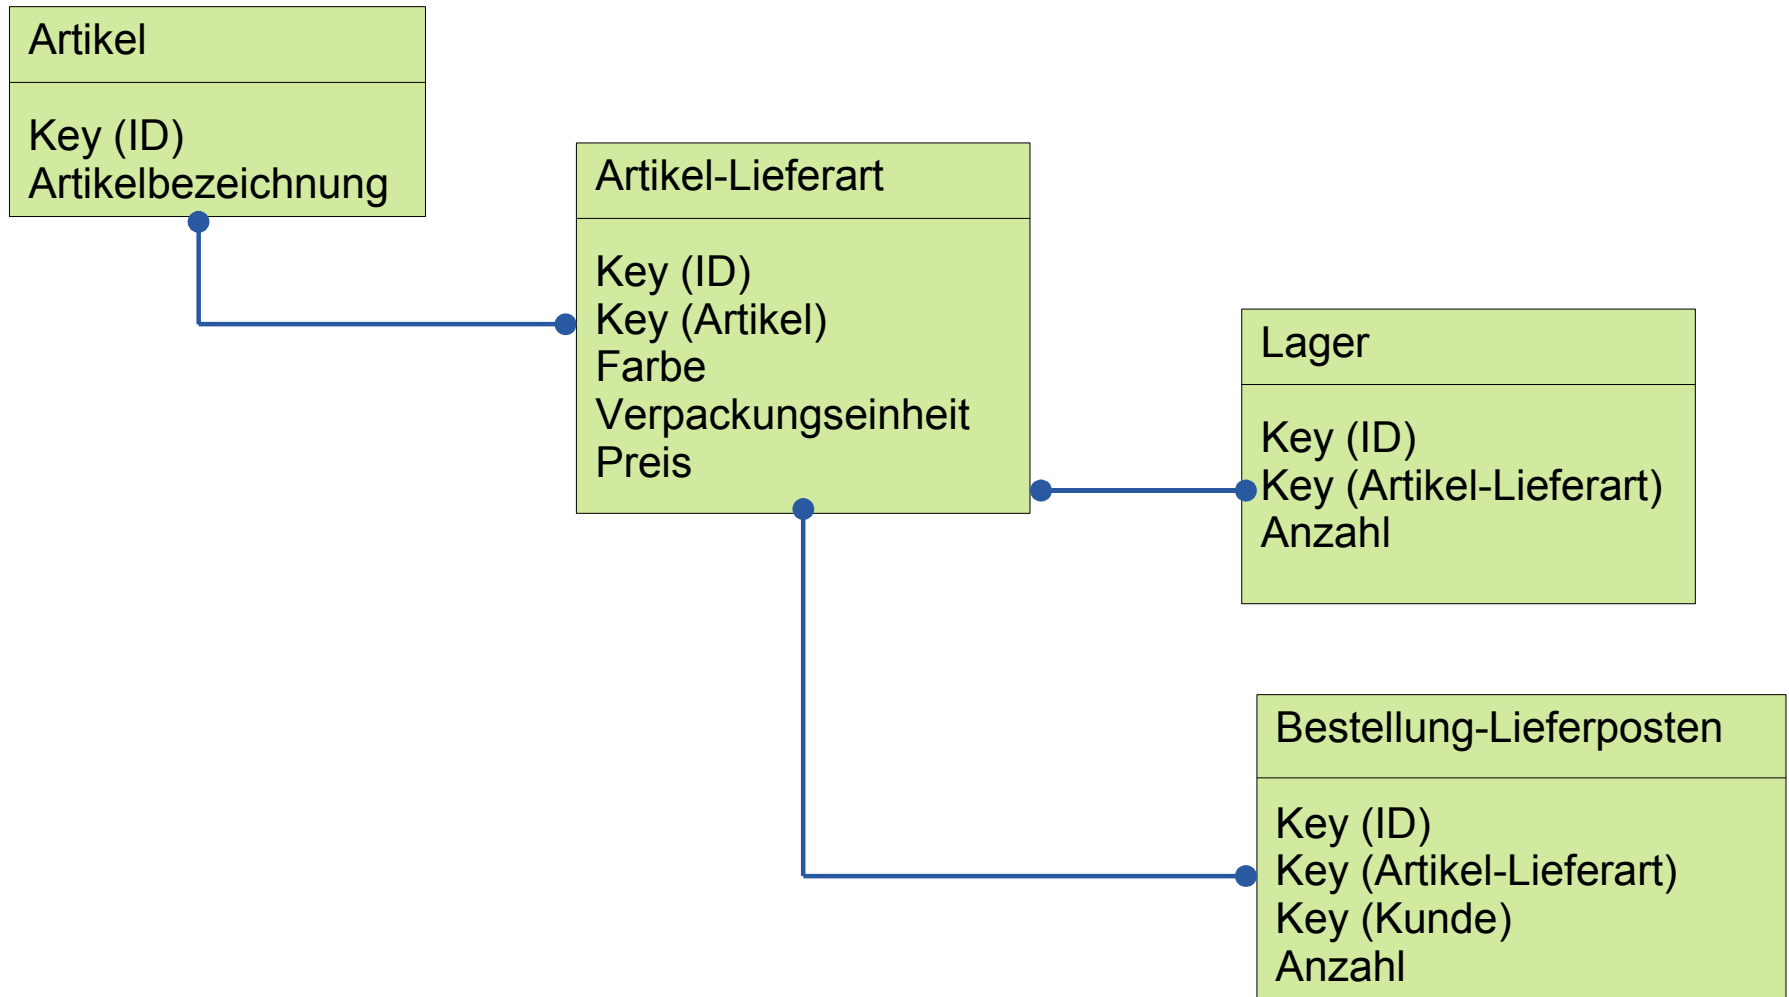 Artikel
Key (ID)
Artikelbezeichnung
Artikel-Lieferart
Key (ID)
Key (Artikel)
Farbe
Verpackungseinheit
Preis
Lager
Key (ID)
Key (Artikel-Lieferart)
Anzahl
Bestellung-Lieferposten
Key (ID)
Key (Artikel-Lieferart)
Key (Kunde)
Anzahl